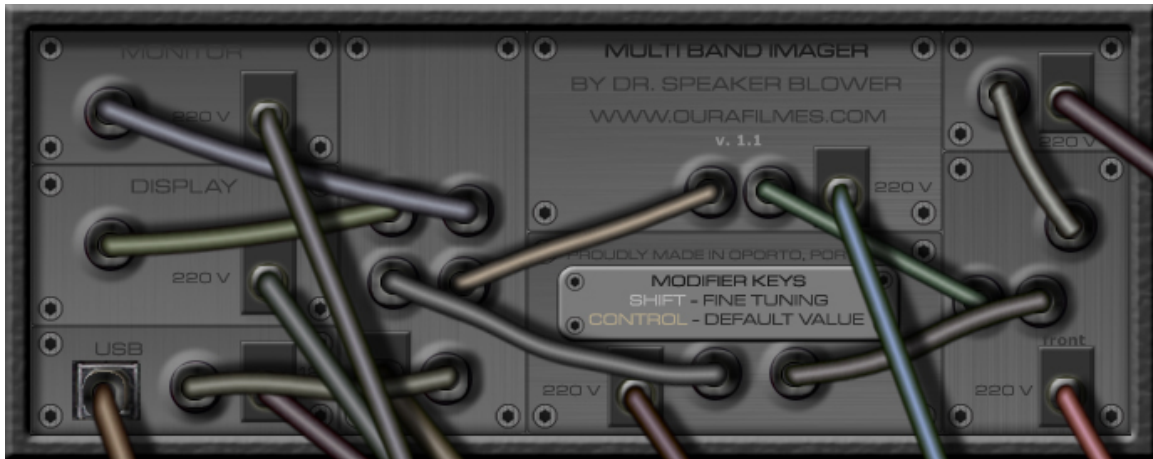 MONITOR
220 V
DISPLAY
220 V
USB
MULTI BAND IMAGER
BY DR. SPEAKER BLOWER
WWW.OURAFILMES.COM
v. 1.1
220 V
PROUDLY MADE IN OPORTO,
MODIFIER KEYS
SHIFT - FINE TUNING
CONTROL - DEFAULT VALUE
220 V
220 V
front
220 V